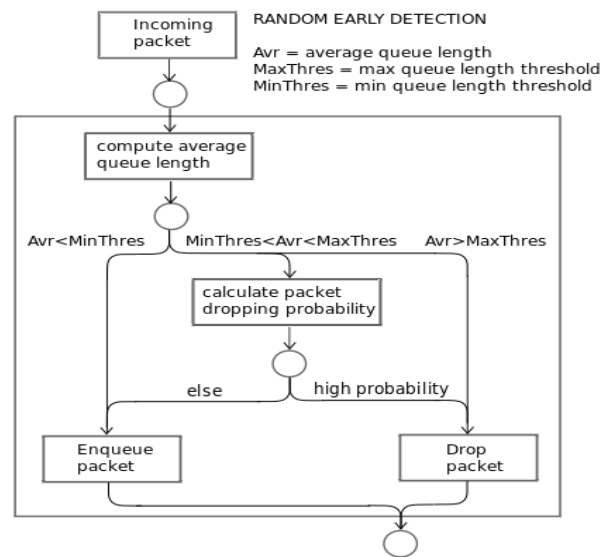 Incoming
packet
RANDOM EARLY DETECTION
Avr = average queue length
MaxThres = max queue length threshold
MinThres = min queue length threshold
compute average
queue length
Avr<MinThres
MinThres<Avr<MaxThres
Avr>MaxThres
calculate packet
dropping probability
else
high probability
Enqueue
packet
Drop
packet